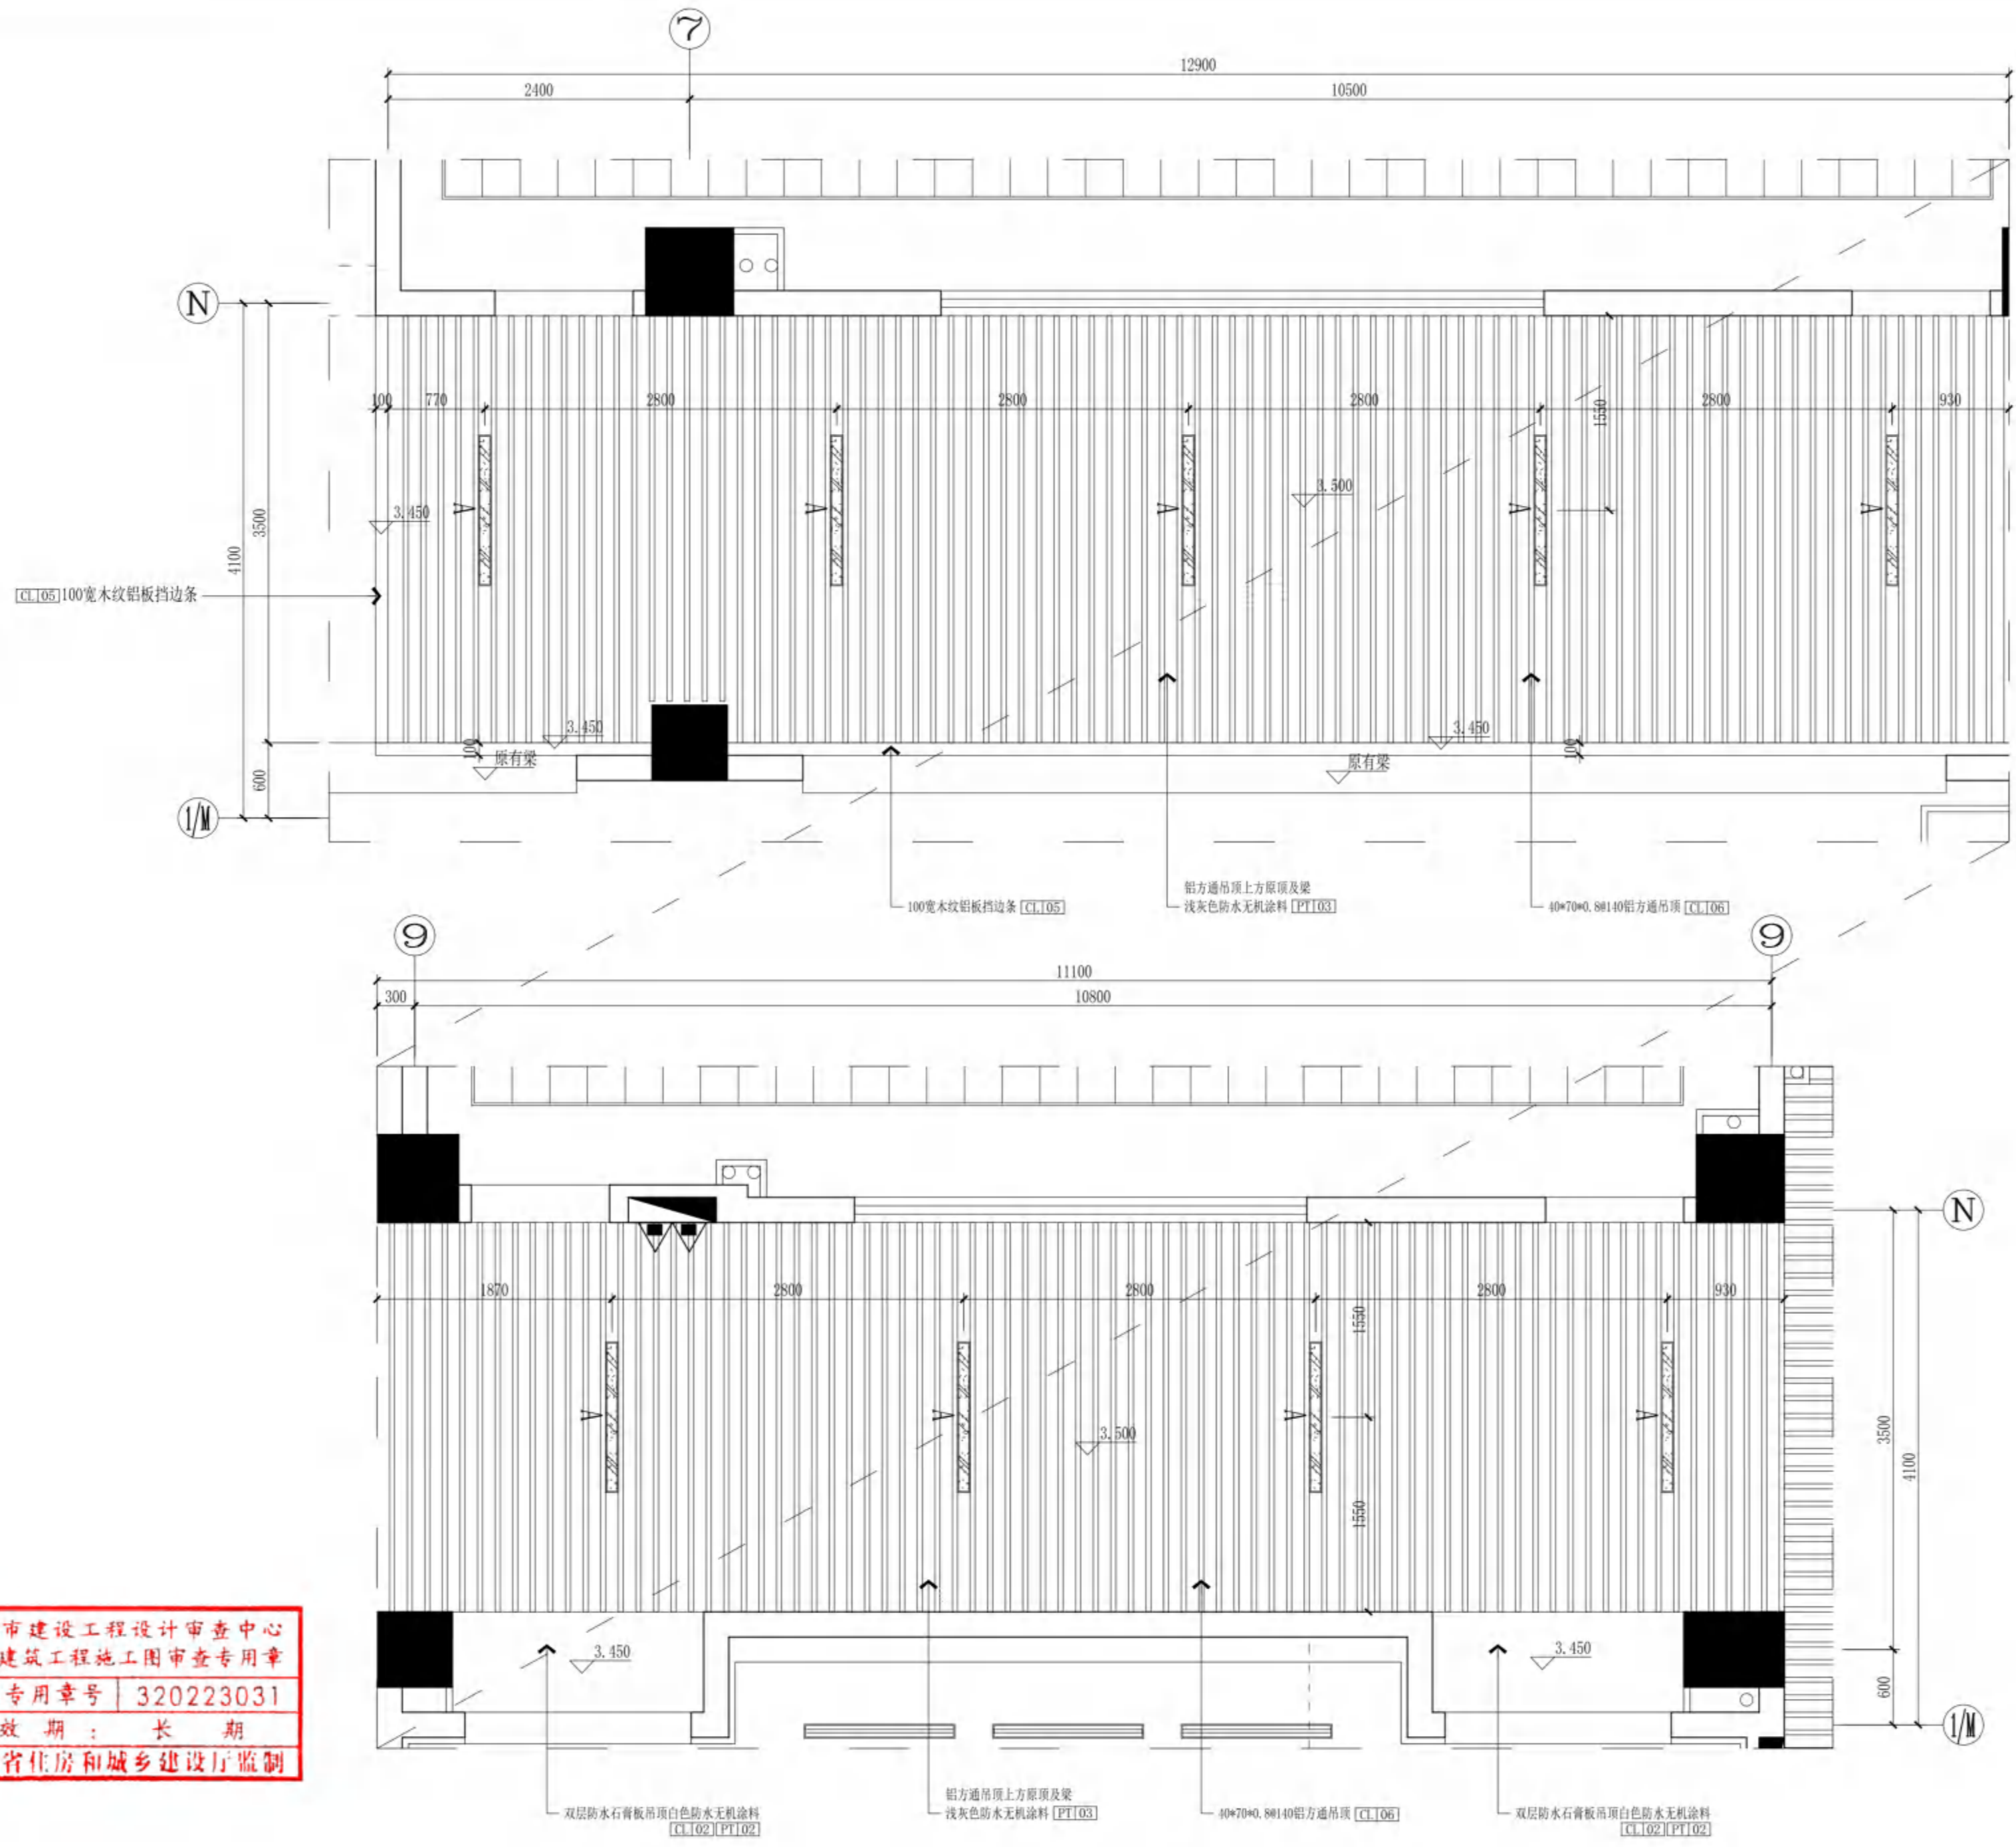 7
12900
2400
10500
N
100
770
2800
2800
2800
2800
930
1550
3.500
3.450
A
A
A
A
A
3500
4100
CL 05 100宽木纹铝板挡边条
3.450
3.450
100
100
原有梁
原有梁
600
1/M
铝方通吊顶上方原顶及梁
100宽木纹铝板挡边条 CL 05
浅灰色防水无机涂料 PT 03
40*70*0.8@140铝方通吊顶 CL 06
9
9
11100
300
10800
N
1870
2800
2800
2800
930
1550
A
A
A
A
3.500
3500
4100
1550
3.450
3.450
600
1/M
市建设工程设计审查中心
建筑工程施工图审查专用章
专用章号 320223031
效期：长期
省住房和城乡建设厅监制
铝方通吊顶上方原顶及梁
双层防水石膏板吊顶白色防水无机涂料
浅灰色防水无机涂料 PT 03
40*70*0.8@140铝方通吊顶 CL 06
双层防水石膏板吊顶白色防水无机涂料
CL 02 PT 02
CL 02 PT 02